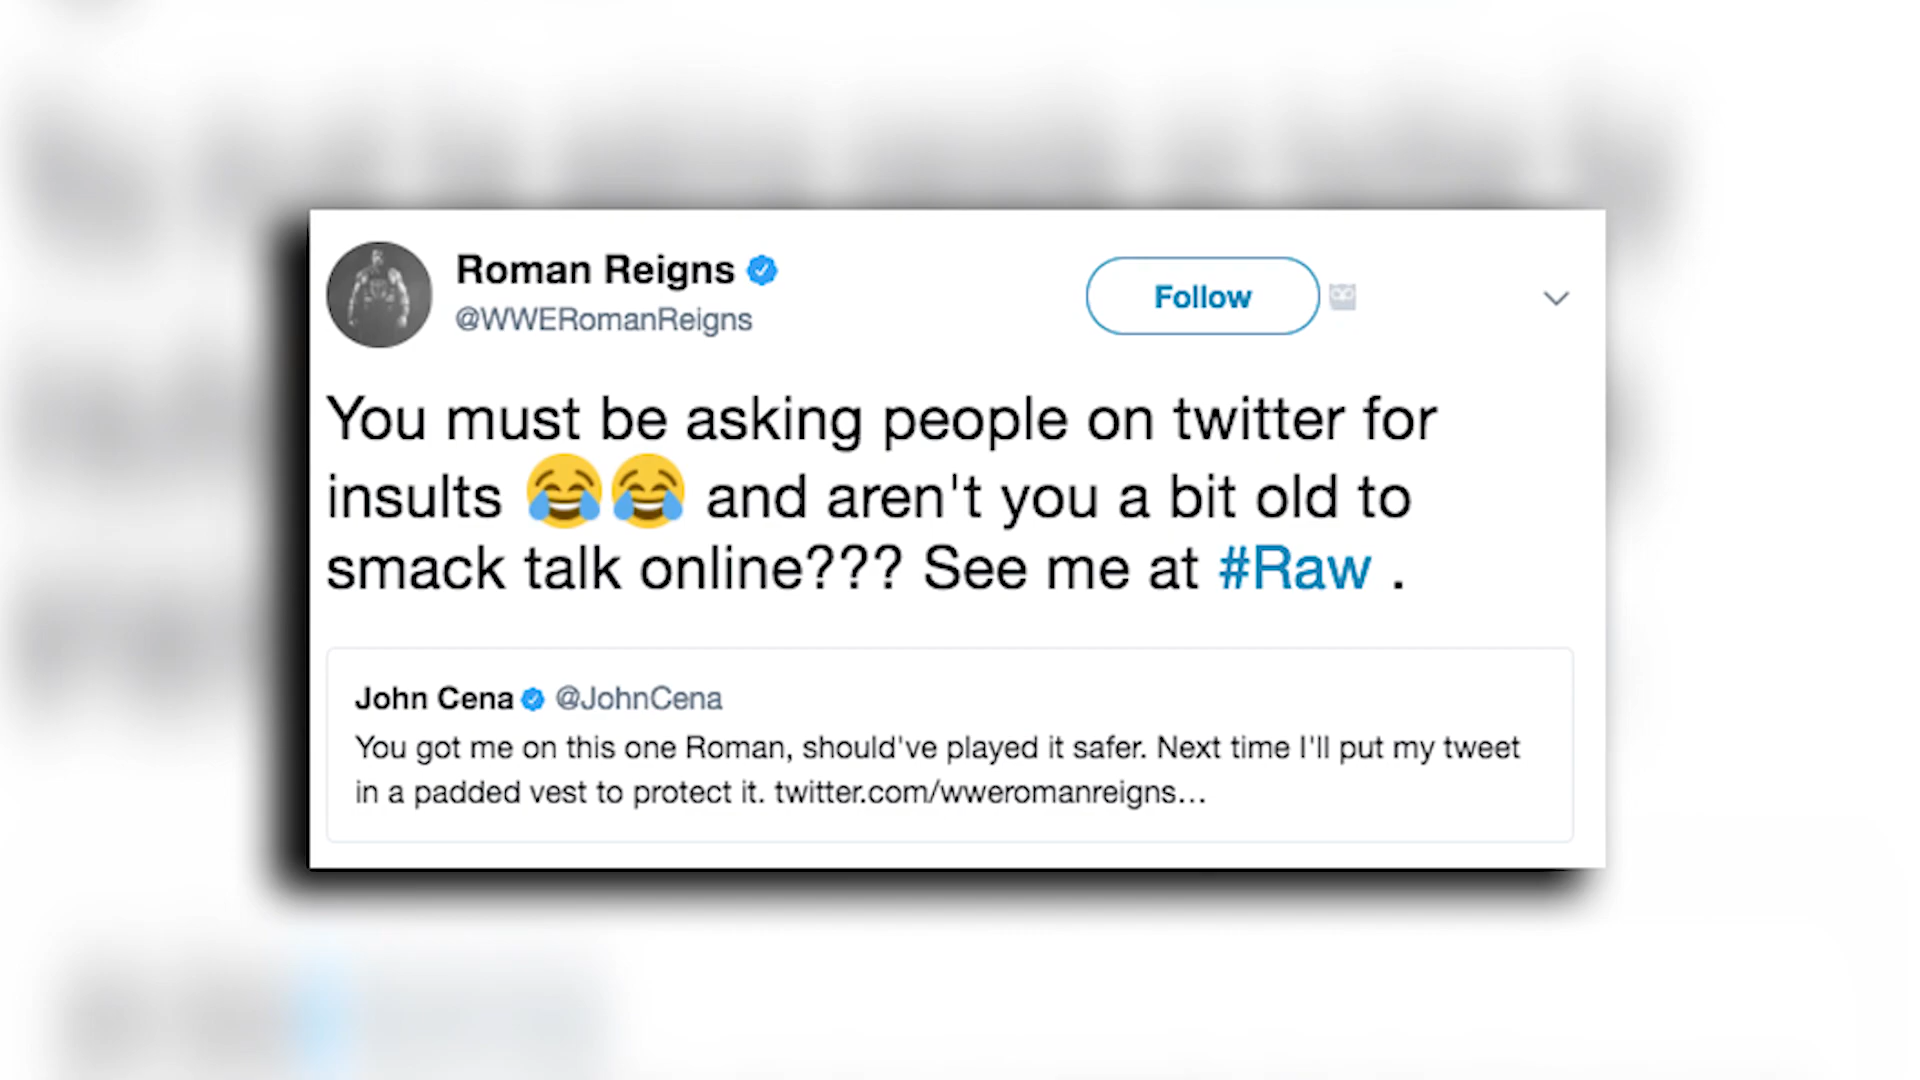 Roman Reigns
@WWERomanReigns
Follow
You must be asking people on twitter for
insults 😂😂 and aren't you a bit old to
smack talk online??? See me at #Raw .
John Cena @JohnCena
You got me on this one Roman, should've played it safer. Next time I'll put my tweet
in a padded vest to protect it. twitter.com/wweromanreigns…